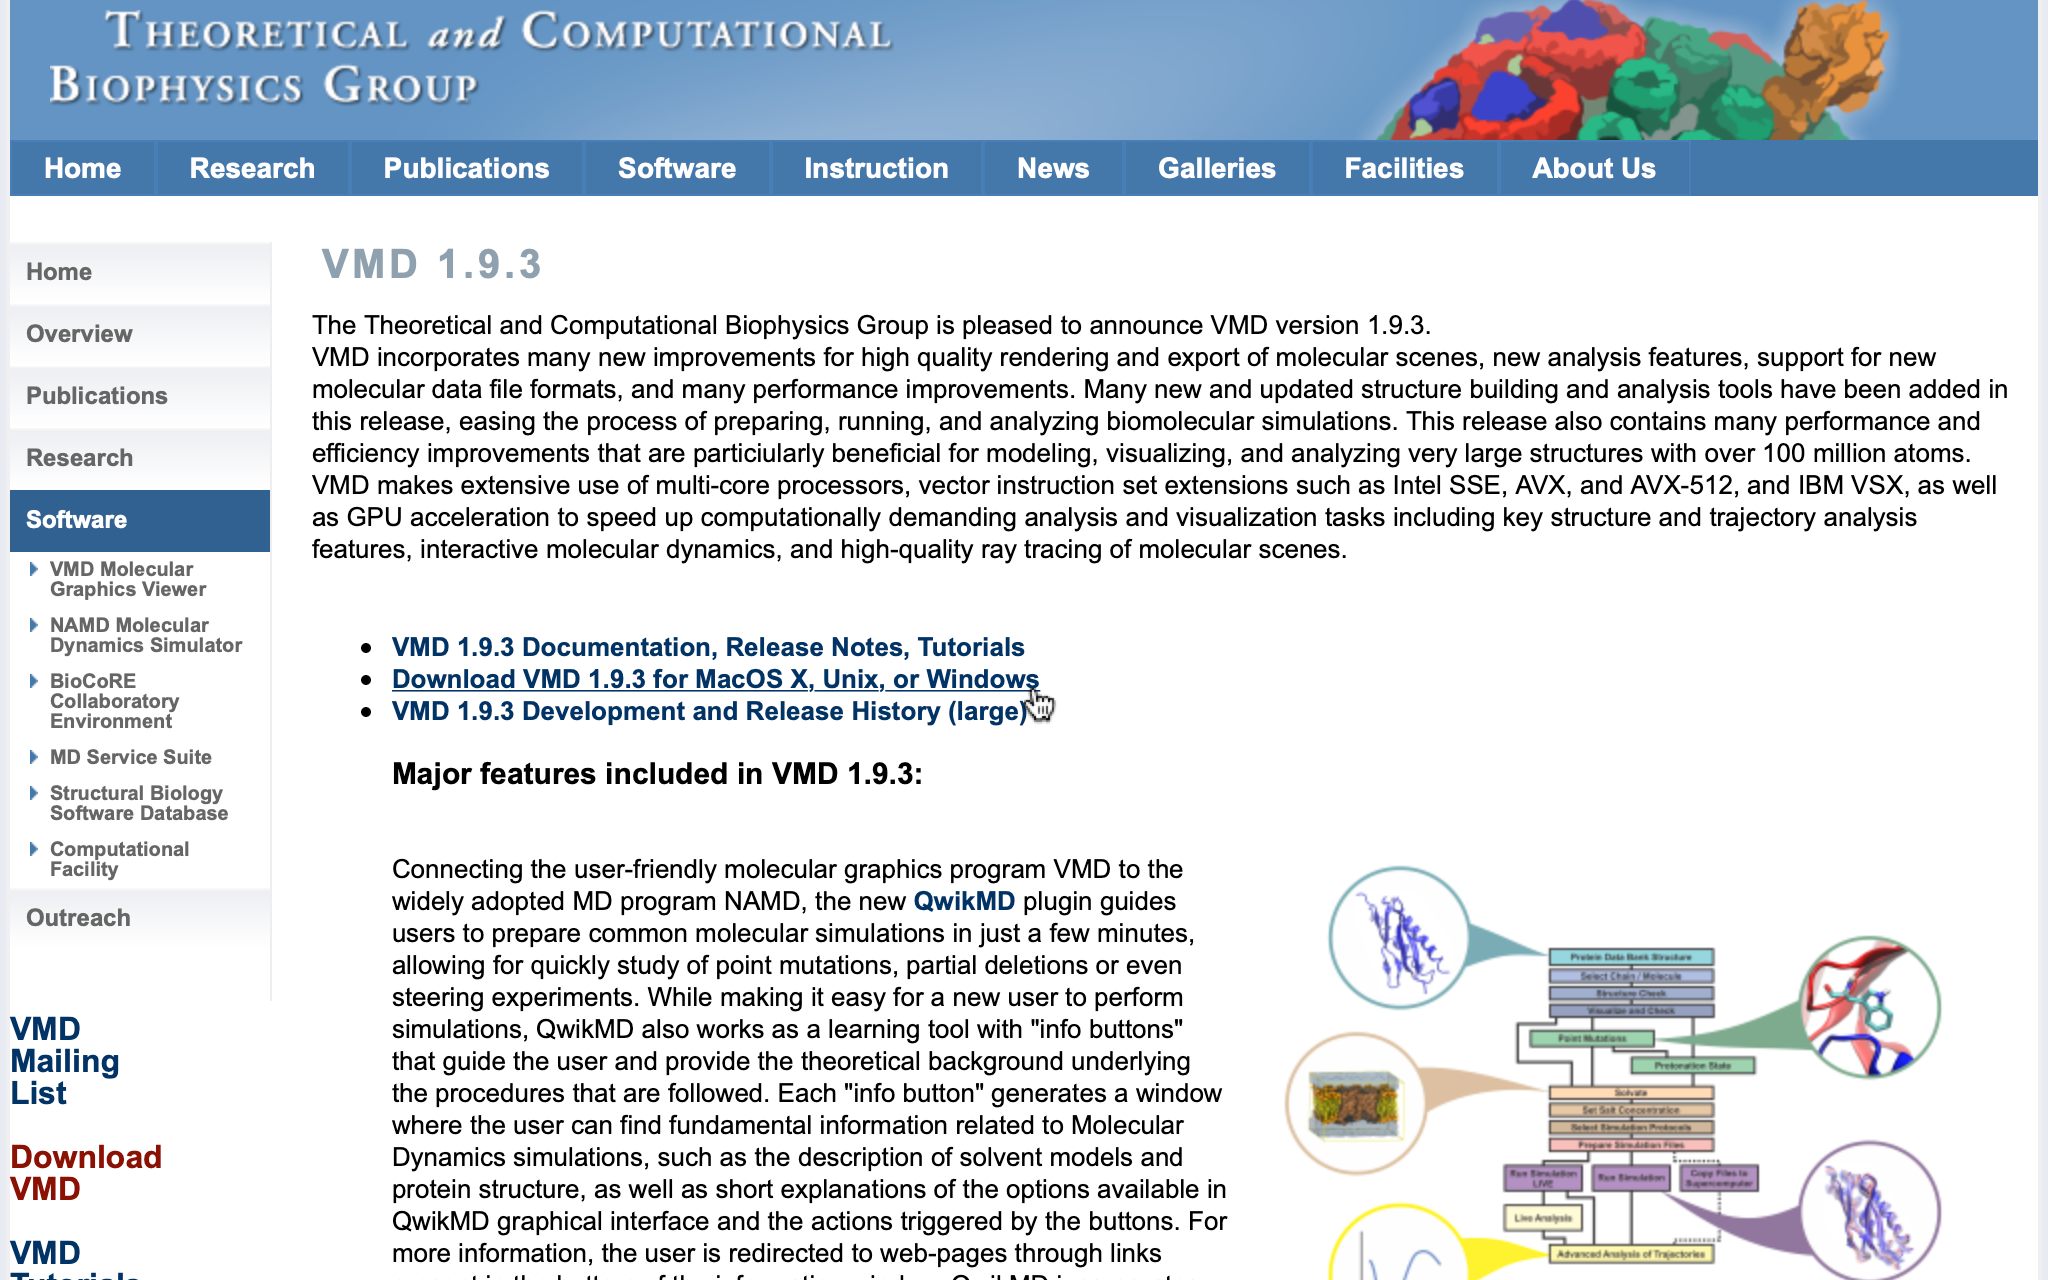 THEORETICAL and COMPUTATIONAL
BIOPHYSICS GROUP
Home Research Publications Software Instruction News Galleries Facilities About Us
Home
Overview
Publications
Research
Software
VMD Molecular
Graphics Viewer
NAMD Molecular
Dynamics Simulator
BioCoRE
Collaboratory
Environment
MD Service Suite
Structural Biology
Software Database
Computational
Facility
Outreach
VMD
Mailing
List
Download
VMD
VMD
Tutorials
VMD 1.9.3
The Theoretical and Computational Biophysics Group is pleased to announce VMD version 1.9.3.
VMD incorporates many new improvements for high quality rendering and export of molecular scenes, new analysis features, support for new
molecular data file formats, and many performance improvements. Many new and updated structure building and analysis tools have been added in
this release, easing the process of preparing, running, and analyzing biomolecular simulations. This release also contains many performance and
efficiency improvements that are particiularly beneficial for modeling, visualizing, and analyzing very large structures with over 100 million atoms.
VMD makes extensive use of multi-core processors, vector instruction set extensions such as Intel SSE, AVX, and AVX-512, and IBM VSX, as well
as GPU acceleration to speed up computationally demanding analysis and visualization tasks including key structure and trajectory analysis
features, interactive molecular dynamics, and high-quality ray tracing of molecular scenes.
VMD 1.9.3 Documentation, Release Notes, Tutorials
Download VMD 1.9.3 for MacOS X, Unix, or Windows
VMD 1.9.3 Development and Release History (large)
Major features included in VMD 1.9.3:
Connecting the user-friendly molecular graphics program VMD to the
widely adopted MD program NAMD, the new QwikMD plugin guides
users to prepare common molecular simulations in just a few minutes,
allowing for quickly study of point mutations, partial deletions or even
steering experiments. While making it easy for a new user to perform
simulations, QwikMD also works as a learning tool with "info buttons"
that guide the user and provide the theoretical background underlying
the procedures that are followed. Each "info button" generates a window
where the user can find fundamental information related to Molecular
Dynamics simulations, such as the description of solvent models and
protein structure, as well as short explanations of the options available in
QwikMD graphical interface and the actions triggered by the buttons. For
more information, the user is redirected to web-pages through links
Protein Data Bank Structure
Select Chain / Molecule
Structure Check
Visualize and Check
Point Mutations
Protonation State
Solvate
Set Salt Concentration
Select Simulation Protocols
Prepare Simulation Files
Run Simulation
LIVE
Run Simulation
Copy Files to
Supercomputer
Live Analysis
Advanced Analysis of Trajectories